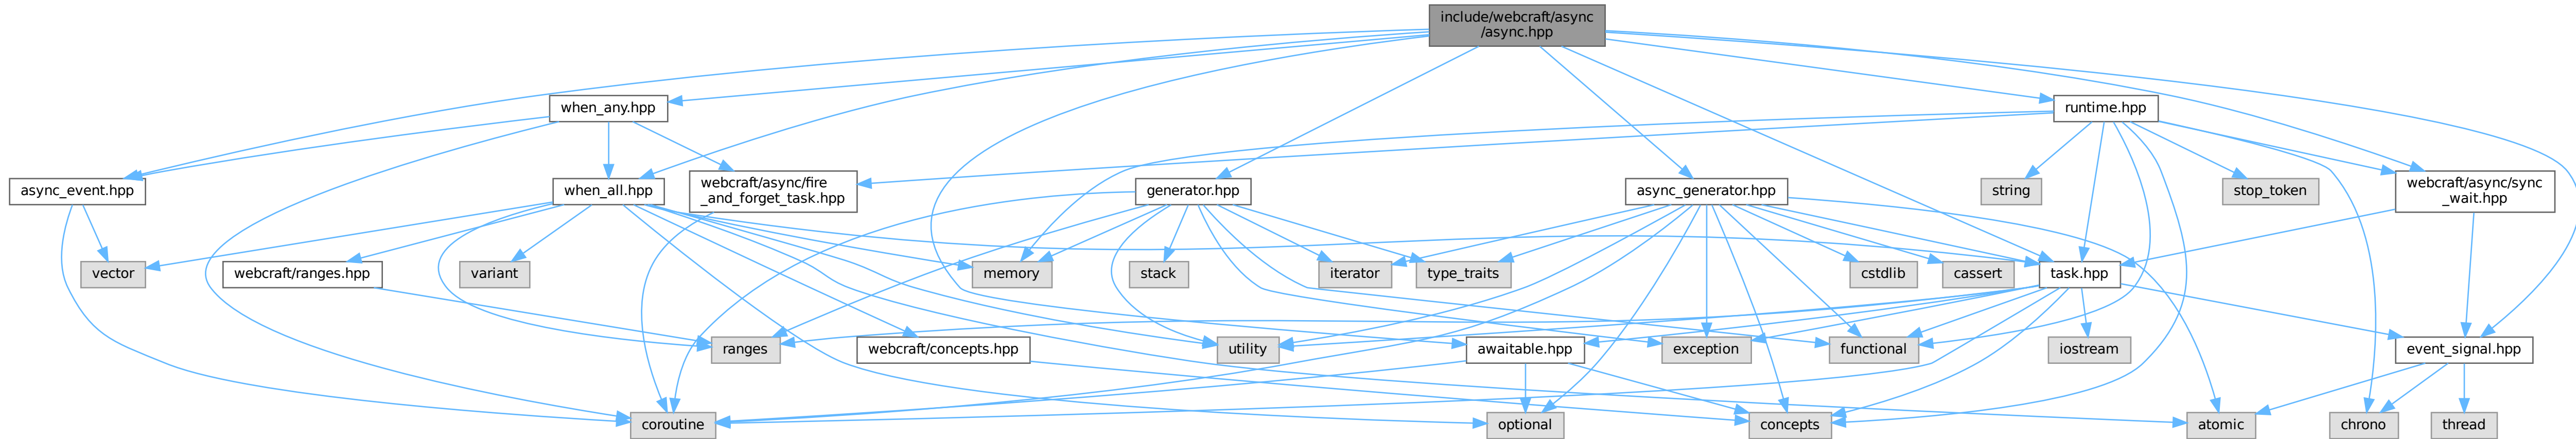 include/webcraft/async
/async.hpp
when_any.hpp
runtime.hpp
async_event.hpp
when_all.hpp
webcraft/async/fire
_and_forget_task.hpp
generator.hpp
async_generator.hpp
string
stop_token
webcraft/async/sync
_wait.hpp
vector
webcraft/ranges.hpp
variant
memory
stack
iterator
type_traits
cstdlib
cassert
task.hpp
ranges
webcraft/concepts.hpp
utility
awaitable.hpp
exception
functional
iostream
event_signal.hpp
coroutine
optional
concepts
atomic
chrono
thread